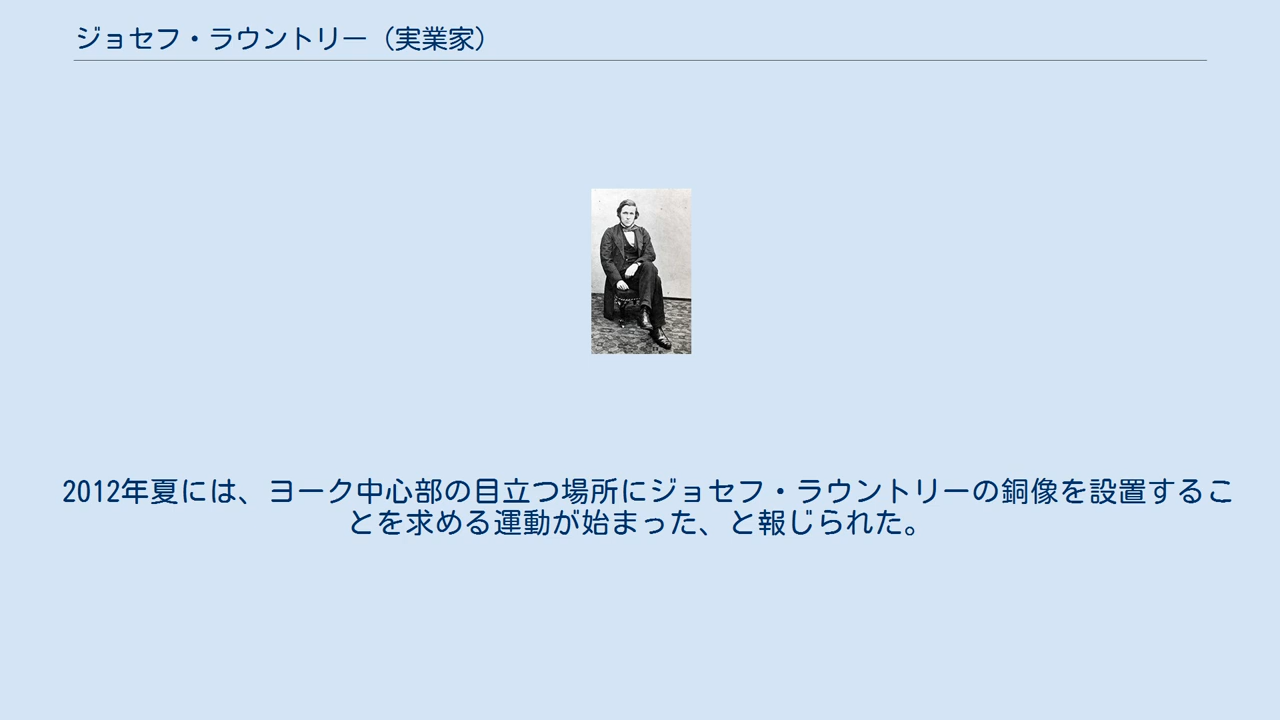 ジョセフ・ラウントリー（実業家）
2012年夏には、ヨーク中心部の目立つ場所にジョセフ・ラウントリーの銅像を設置するこ
とを求める運動が始まった、と報じられた。